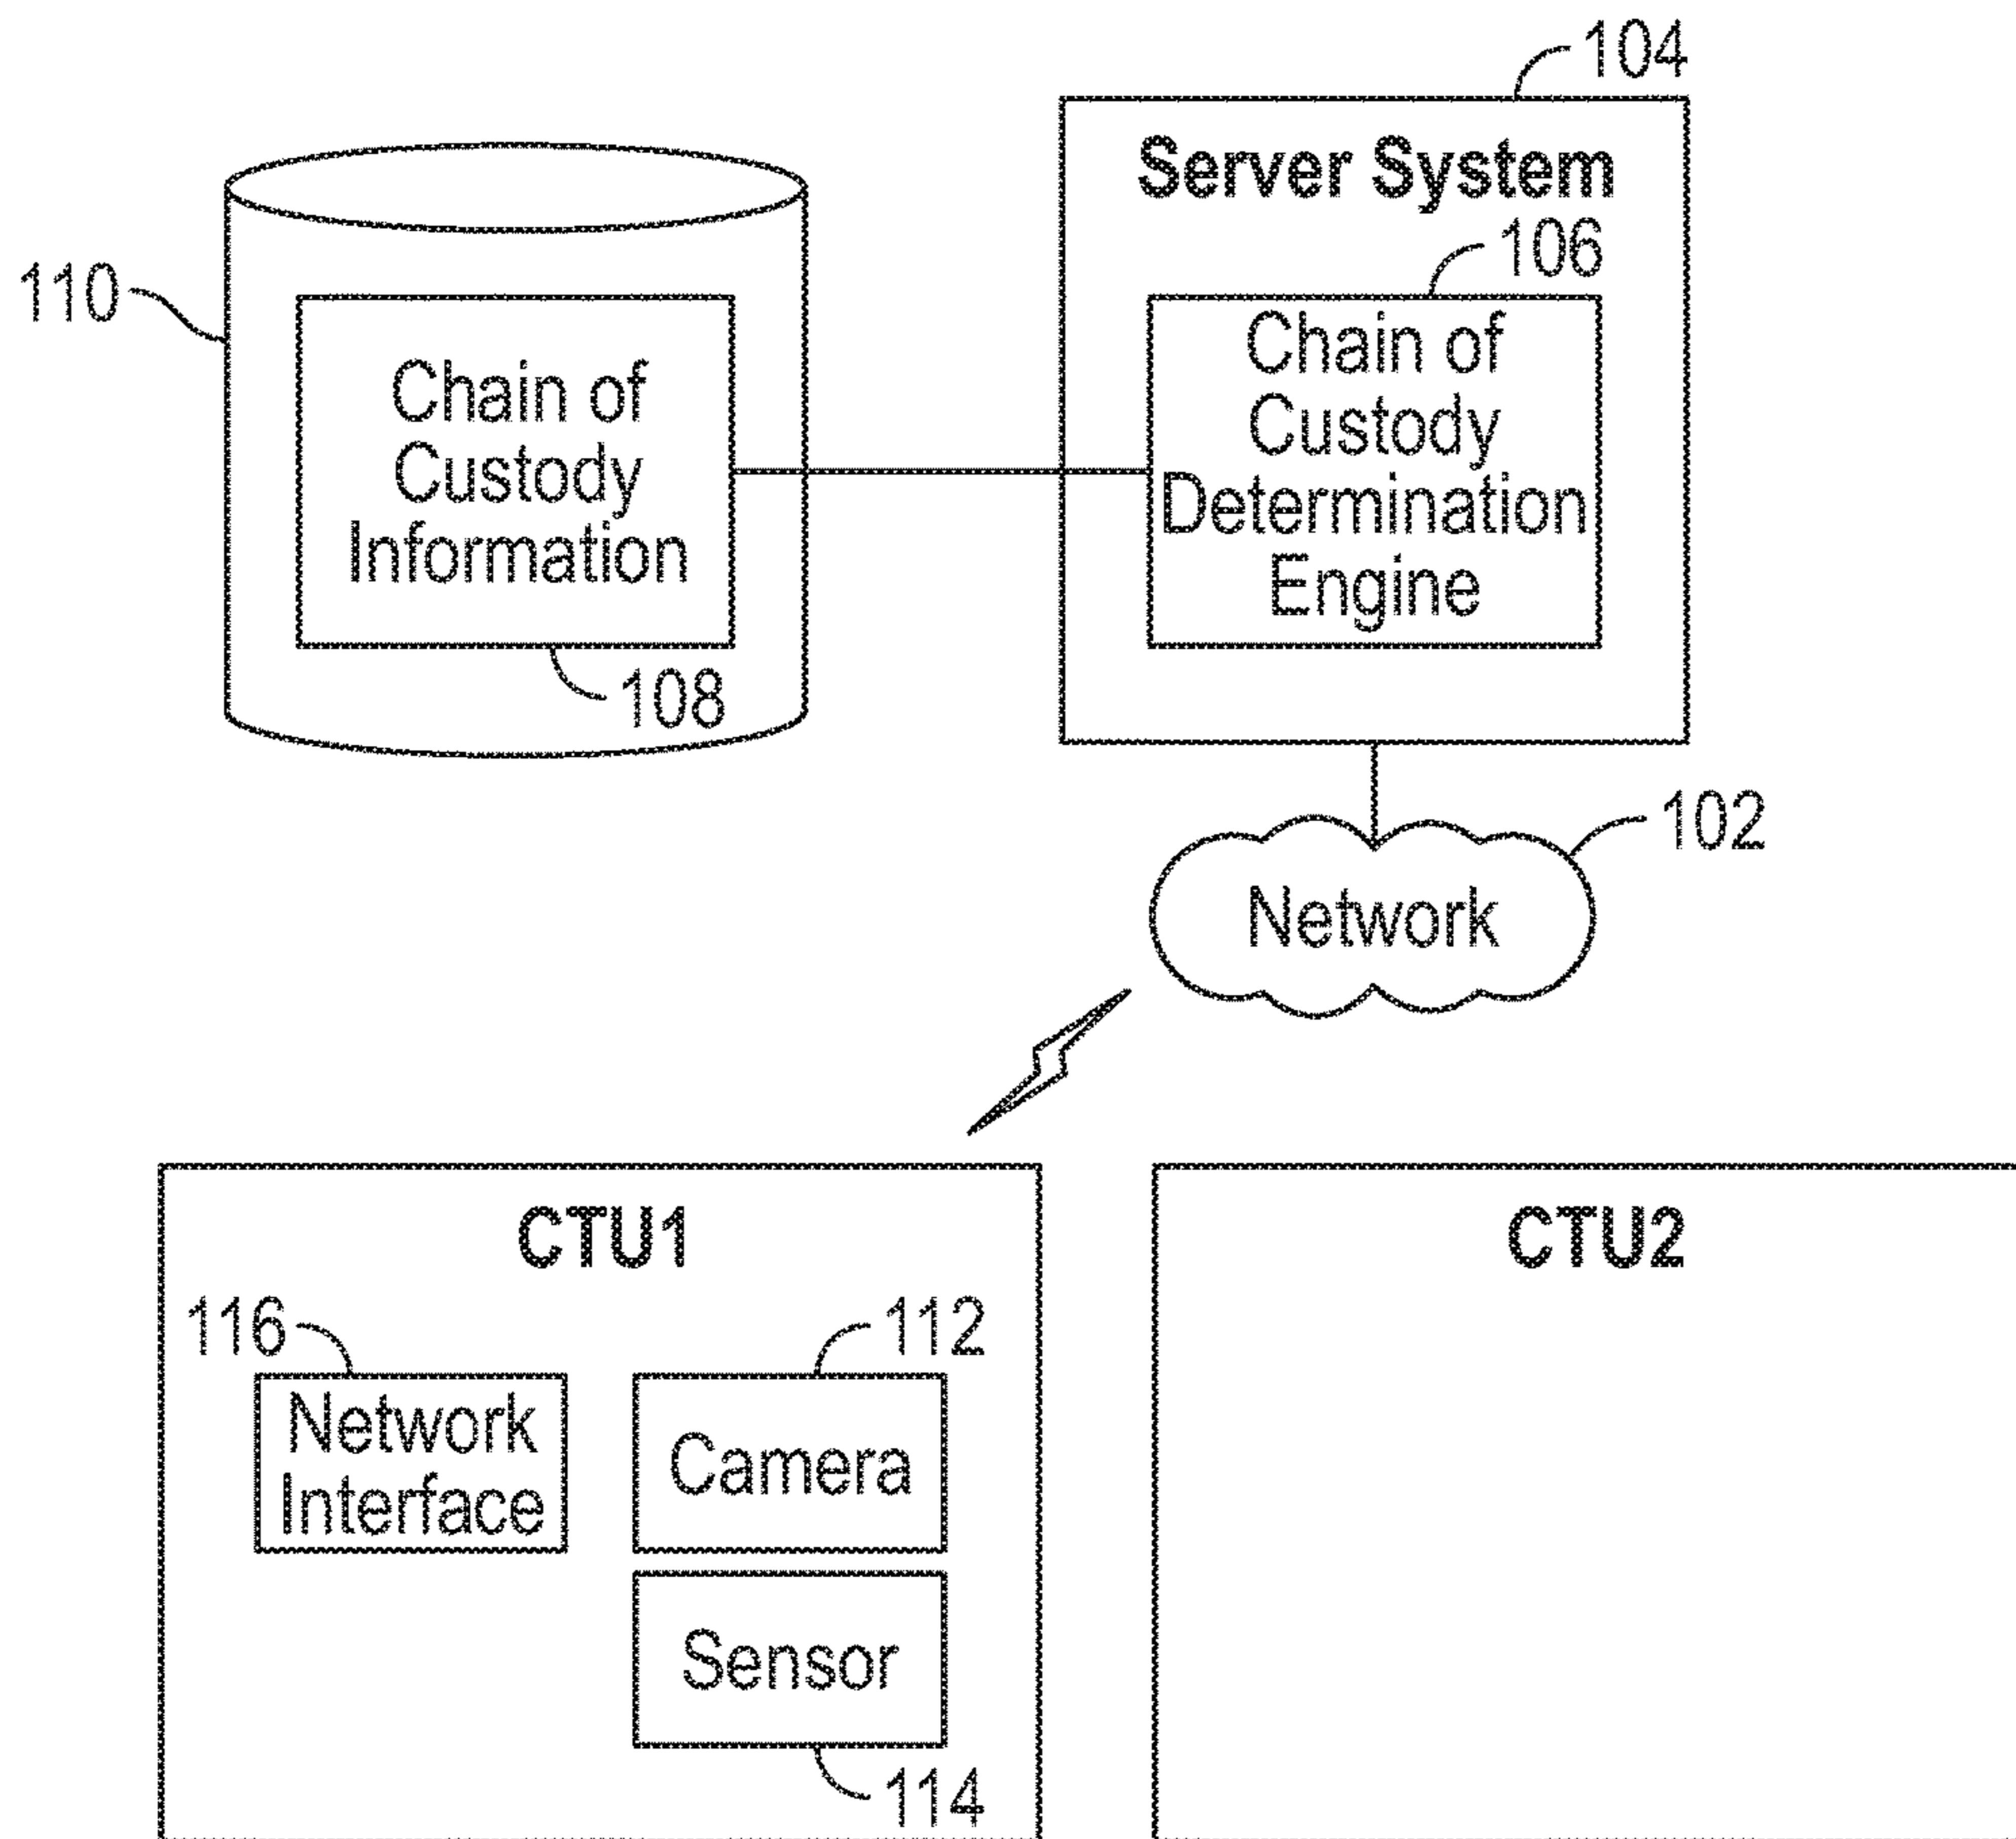 104
Server System
106
110
Chain of
Custody
Information
Chain of
Custody
Determination
Engine
108
102
Network
CTU1
CTU2
116
112
Network
Interface
Camera
Sensor
114